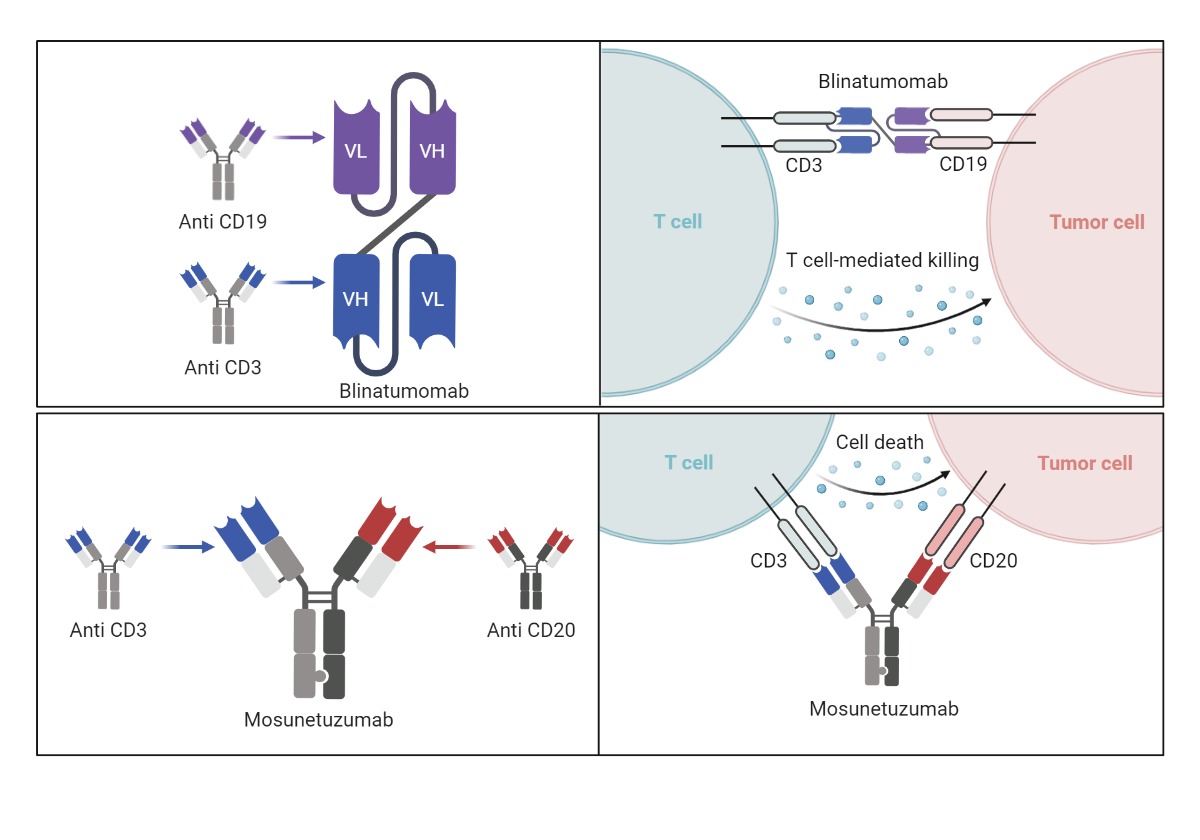 VL
VH
Anti CD19
VH
VL
Anti CD3
Blinatumomab
Blinatumomab
CD3
CD19
T cell
Tumor cell
T cell-mediated killing
Anti CD3
Anti CD20
Mosunetuzumab
T cell
Cell death
Tumor cell
CD3
CD20
Mosunetuzumab